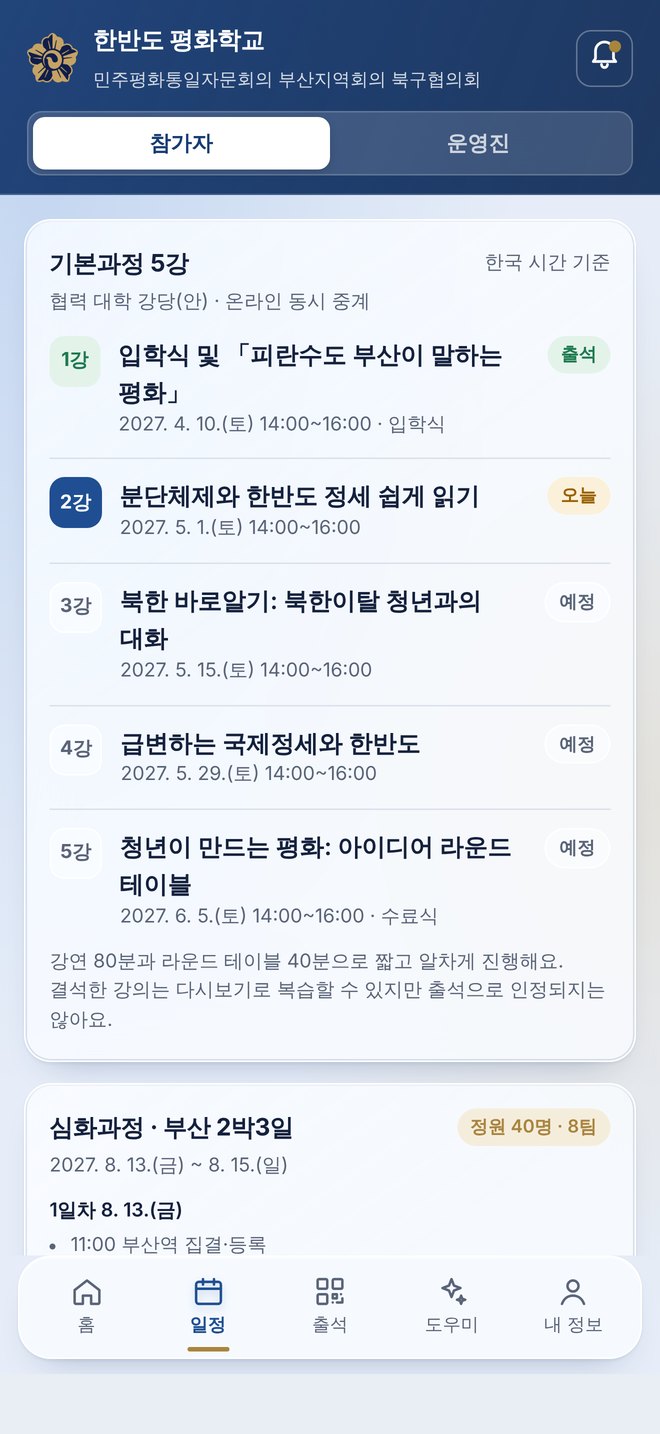 한반도 평화학교
민주평화통일자문회의 부산지역회의 북구협의회
참가자
운영진
기본과정 5강
한국 시간 기준
협력 대학 강당(안) · 온라인 동시 중계
1강
입학식 및 「피란수도 부산이 말하는
평화」
출석
2027. 4. 10.(토) 14:00~16:00 · 입학식
2강
분단체제와 한반도 정세 쉽게 읽기
오늘
2027. 5. 1.(토) 14:00~16:00
3강
북한 바로알기: 북한이탈 청년과의
대화
예정
2027. 5. 15.(토) 14:00~16:00
4강
급변하는 국제정세와 한반도
예정
2027. 5. 29.(토) 14:00~16:00
5강
청년이 만드는 평화: 아이디어 라운드
테이블
예정
2027. 6. 5.(토) 14:00~16:00 · 수료식
강연 80분과 라운드 테이블 40분으로 짧고 알차게 진행해요.
결석한 강의는 다시보기로 복습할 수 있지만 출석으로 인정되지는
않아요.
심화과정 · 부산 2박3일
정원 40명 · 8팀
2027. 8. 13.(금) ~ 8. 15.(일)
1일차 8. 13.(금)
• 11:00 부산역 집결·등록
홈
일정
출석
도우미
내 정보